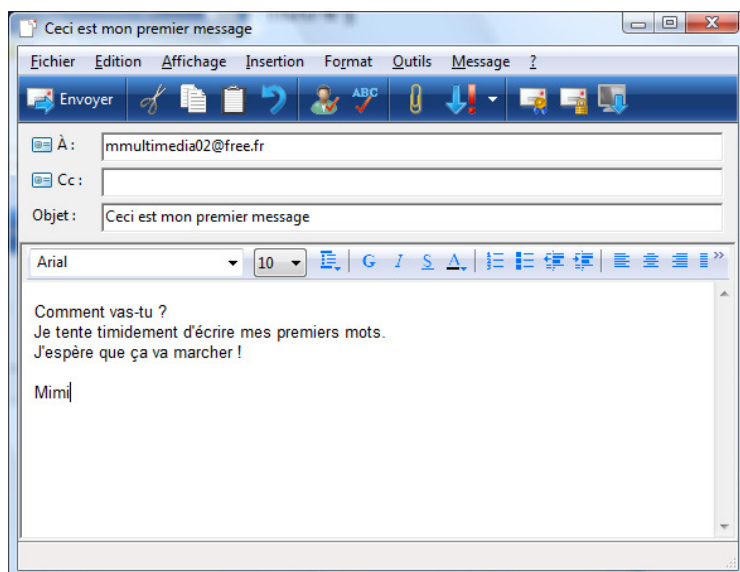 Ceci est mon premier message
Fichier Edition Affichage Insertion Format Outils Message ?
Envoyer ABC
À : mmultimedia02@free.fr
Cc :
Objet : Ceci est mon premier message
Arial 10 G I S A
Comment vas-tu ?
Je tente timidement d'écrire mes premiers mots.
J'espère que ça va marcher !
Mimi